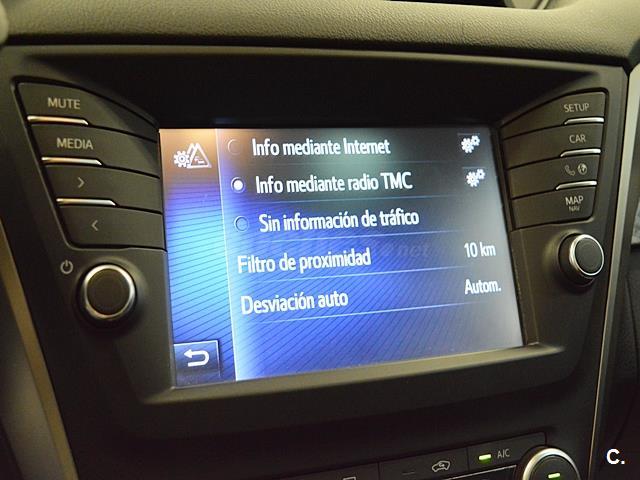 MUTE
MEDIA
>
<
Info mediante Internet
Info mediante radio TMC
Sin información de tráfico
Filtro de proximidad 10 km
Desviación auto Autom.
SETUP
CAR
MAP
NAV
A/C
C.